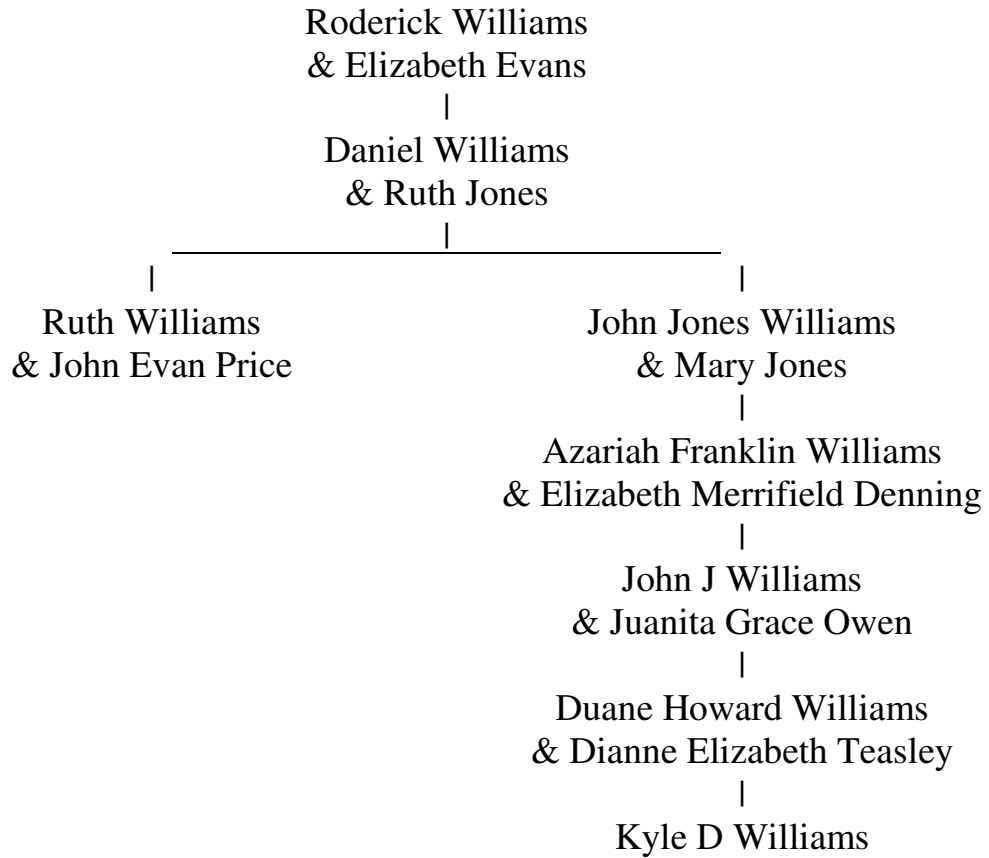 Roderick Williams
& Elizabeth Evans
Daniel Williams
& Ruth Jones
Ruth Williams
& John Evan Price
John Jones Williams
& Mary Jones
Azariah Franklin Williams
& Elizabeth Merrifield Denning
John J Williams
& Juanita Grace Owen
Duane Howard Williams
& Dianne Elizabeth Teasley
Kyle D Williams